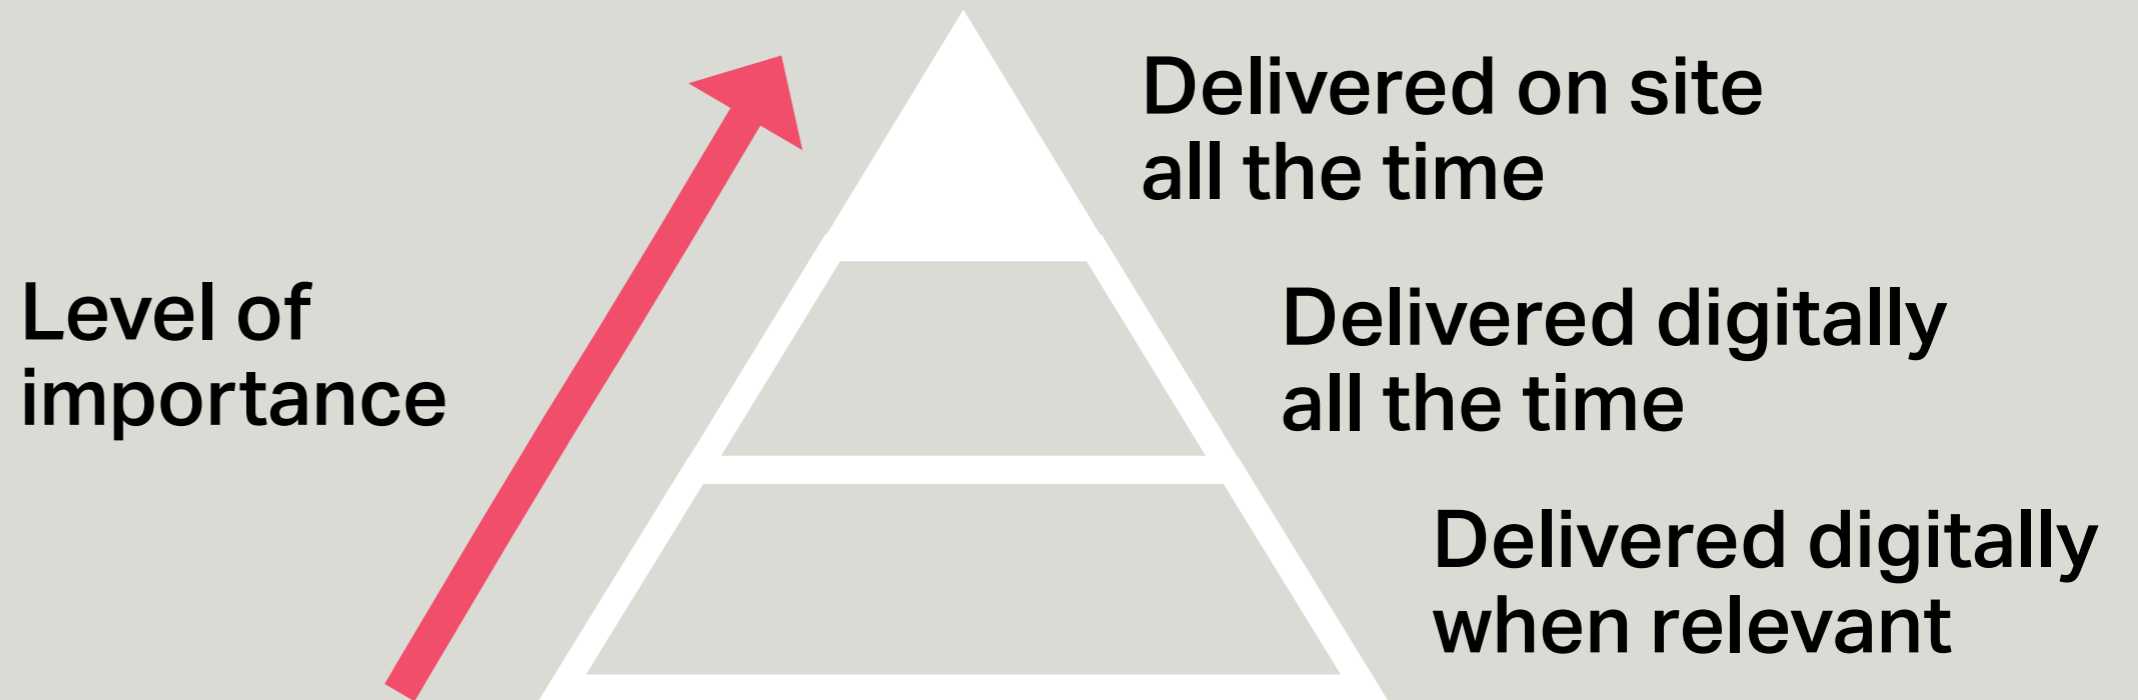 Delivered on site
all the time
Level of
importance
Delivered digitally
all the time
Delivered digitally
when relevant